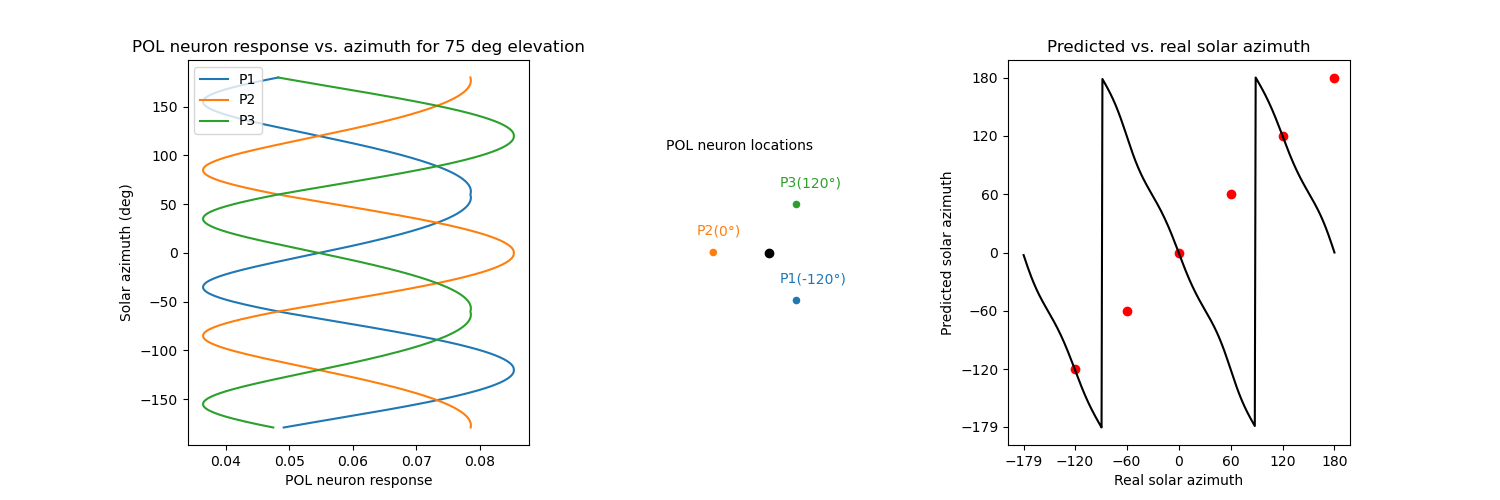 POL neuron response vs. azimuth for 75 deg elevation
P1
P2
P3
150
100
50
0
−50
−100
−150
Solar azimuth (deg)
0.04 0.05 0.06 0.07 0.08
POL neuron response
POL neuron locations
P3(120°)
P2(0°)
P1(-120°)
Predicted vs. real solar azimuth
180
120
60
0
−60
−120
−179
Predicted solar azimuth
−179 −120 −60 0 60 120 180
Real solar azimuth